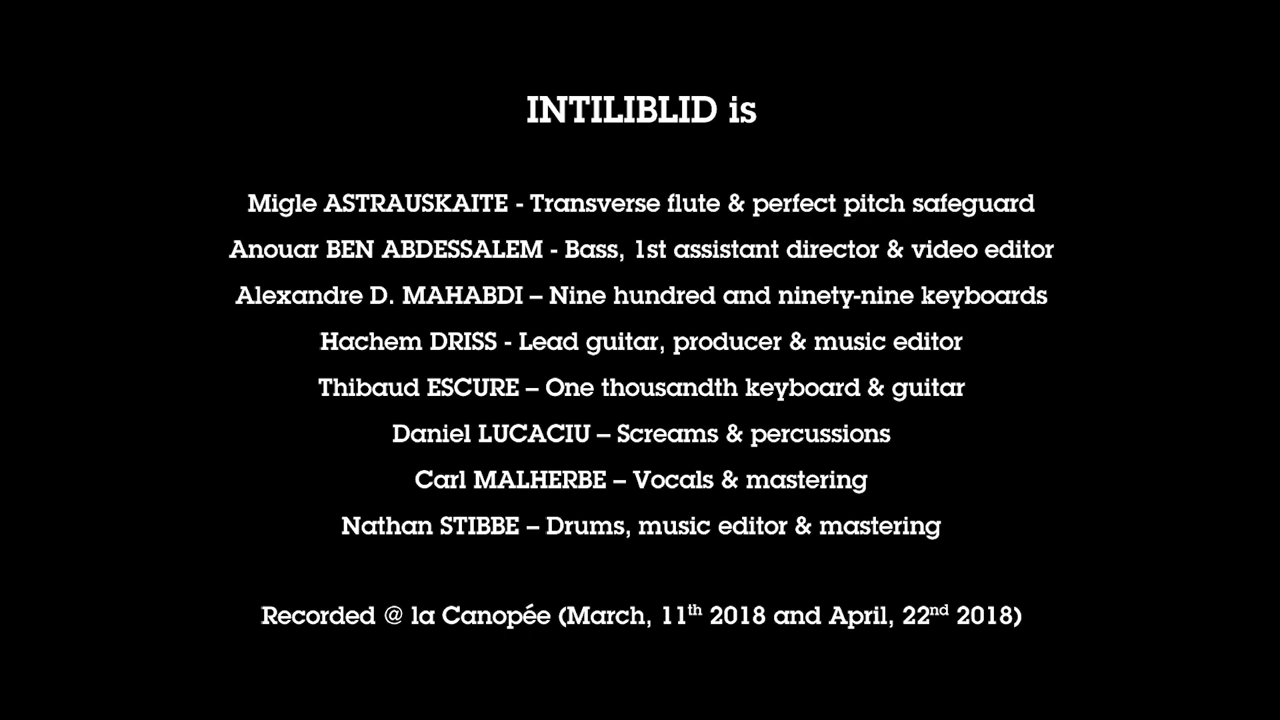 INTILIBLID is
Migle ASTRAUSKAITE - Transverse flute & perfect pitch safeguard
Anouar BEN ABDESSALEM - Bass, 1st assistant director & video editor
Alexandre D. MAHABDI – Nine hundred and ninety-nine keyboards
Hachem DRISS - Lead guitar, producer & music editor
Thibaud ESCURE – One thousandth keyboard & guitar
Daniel LUCACIU – Screams & percussions
Carl MALHERBE – Vocals & mastering
Nathan STIBBE – Drums, music editor & mastering
Recorded @ la Canopée (March, 11th 2018 and April, 22nd 2018)